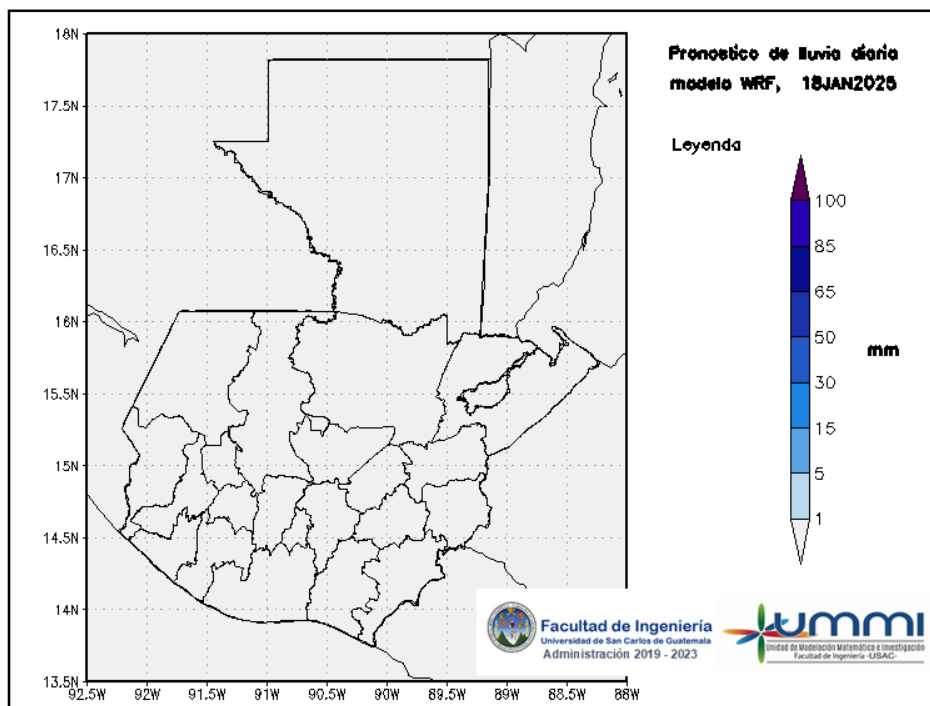 18N
17.5N
17N
16.5N
16N
15.5N
15N
14.5N
14N
13.5N
92.5W
92W
91.5W
91W
90.5W
90W
89.5W
89W
88.5W
88W
Pronostico de lluvia diaria
modelo WRF, 18JAN2025
Leyenda
100
85
65
50
30
15
5
1
mm
Facultad de Ingeniería
Universidad de San Carlos de Guatemala
Administración 2019 - 2023
ummi
Unidad de Modelación Matemática e Investigación
Facultad de Ingeniería -USAC-